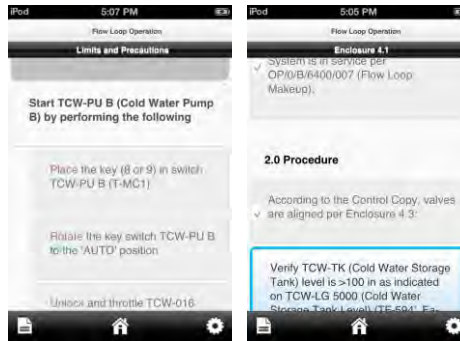 iPod
5:07 PM
Flow Loop Operation
Limits and Precautions
Start TCW-PU B (Cold Water Pump
B) by performing the following
Place the key (8 or 9) in switch
TCW-PU B (T-MC1)
Rotate the key switch TCW-PU B
to the 'AUTO' position
Unlock and throttle TCW-016
iPod
5:05 PM
Flow Loop Operation
Enclosure 4.1
System is in service per
OP/0/B/6400/007 (Flow Loop
Makeup).
2.0 Procedure
According to the Control Copy, valves
are aligned per Enclosure 4.3:
Verify TCW-TK (Cold Water Storage
Tank) level is >100 in as indicated
on TCW-LG 5000 (Cold Water
Storage Tank Level) (TE-594',